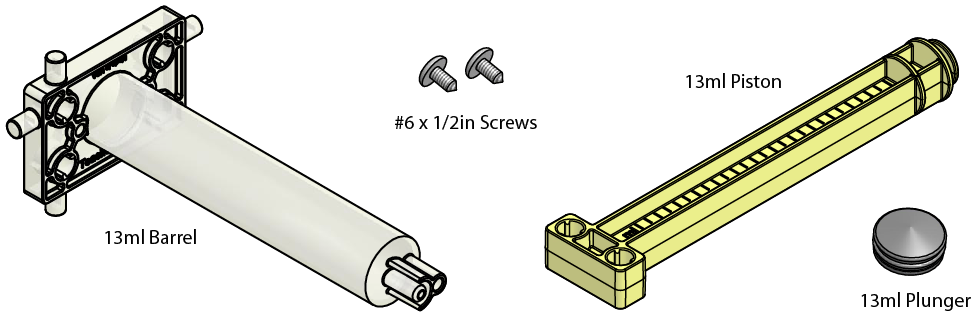 #6 x 1/2in Screws
13ml Piston
13ml Barrel
13ml Plunger